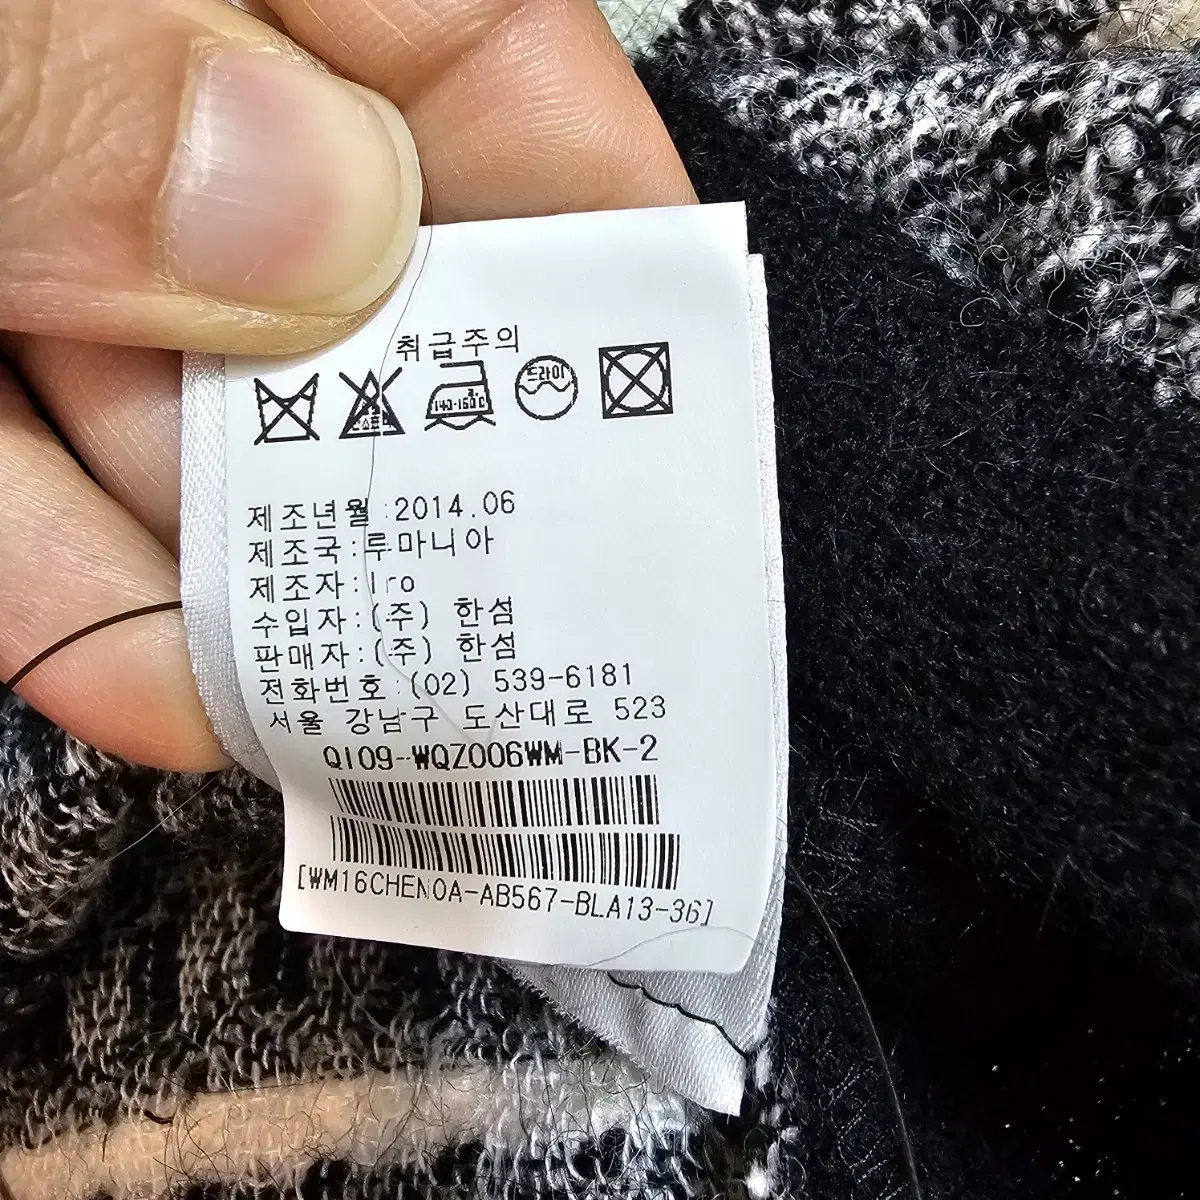 취급주의
140-160℃
드라이
제조년월:2014.06
제조국:루마니아
제조자:Iro
수입자:(주) 한섬
판매자:(주) 한섬
전화번호:(02) 539-6181
서울 강남구 도산대로 523
QI09-WQZ006WM-BK-2
[WM16CHENOA-AB567-BLA13-36]